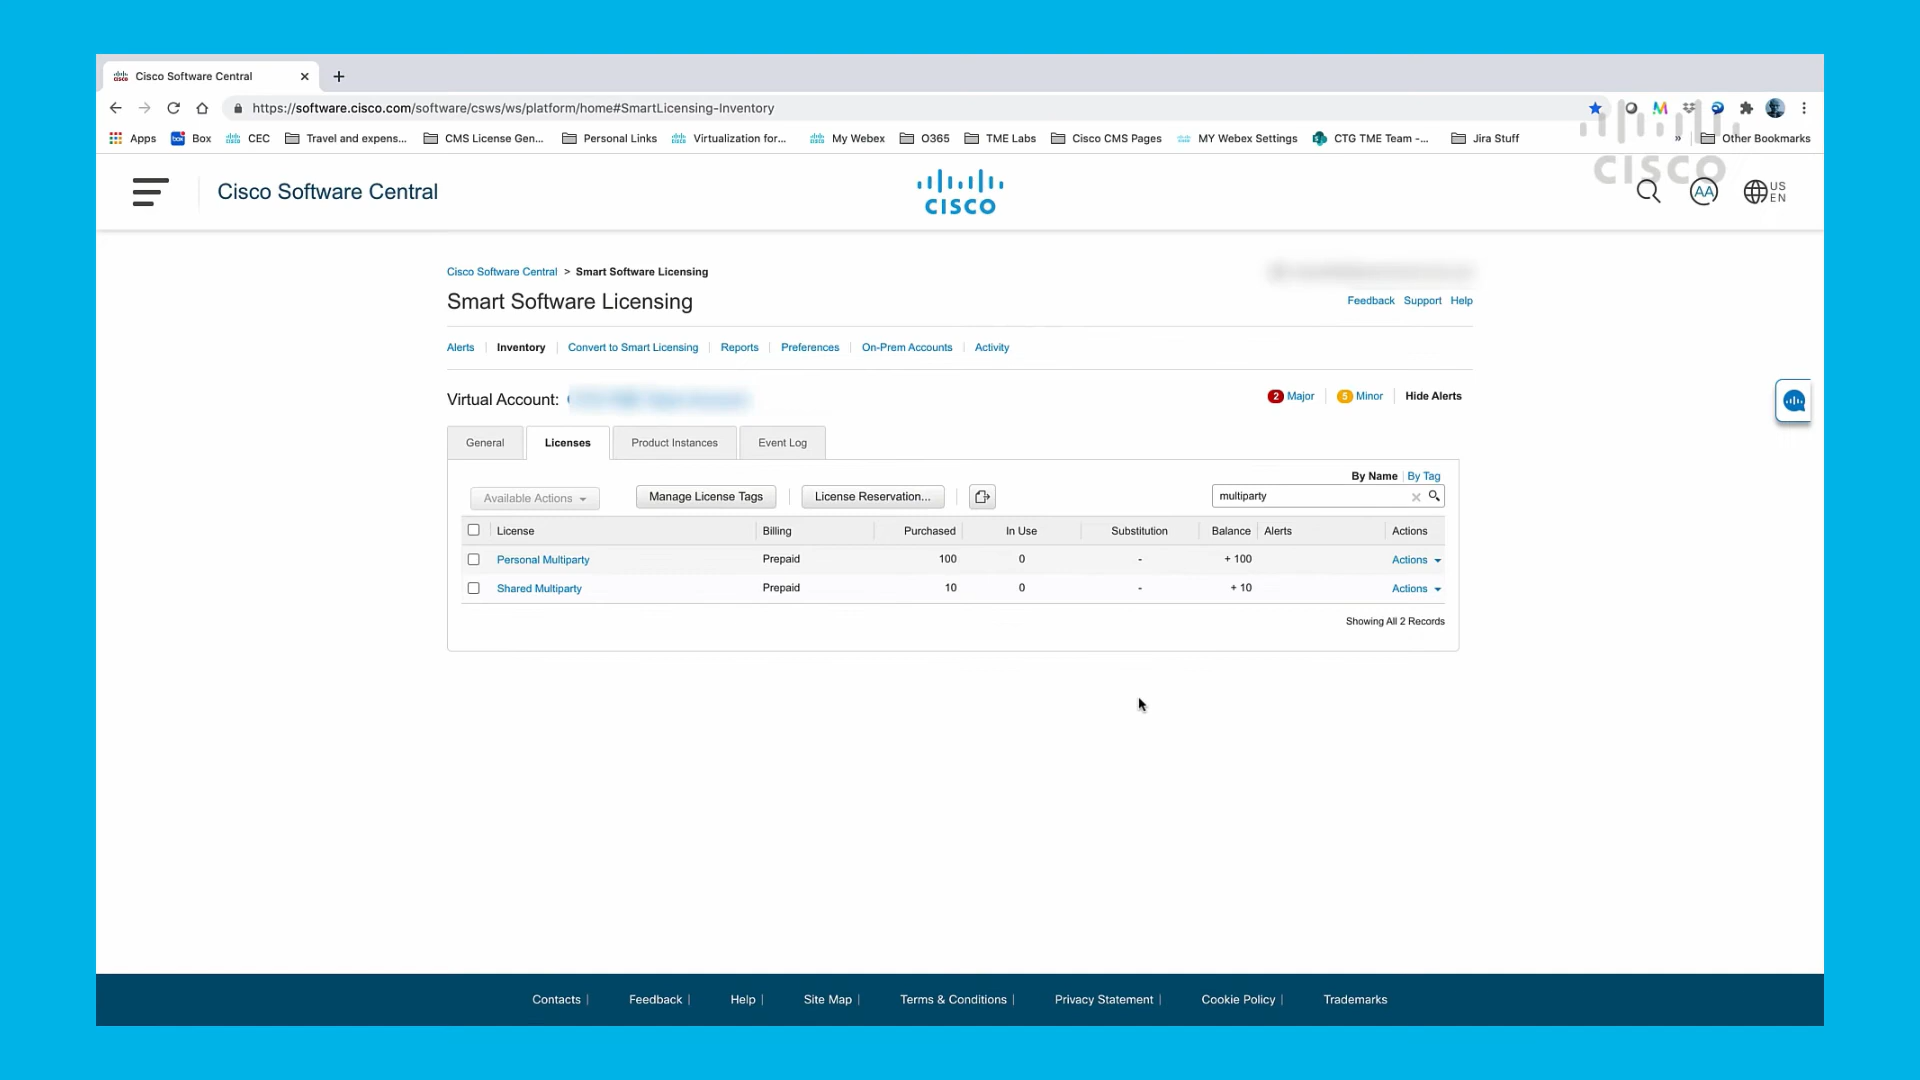 Cisco Software Central
https://software.cisco.com/software/csws/ws/platform/home#SmartLicensing-Inventory
Apps Box CEC Travel and expens... CMS License Gen... Personal Links Virtualization for... My Webex O365 TME Labs Cisco CMS Pages MY Webex Settings CTG TME Team -... Jira Stuff » Other Bookmarks
CISCO
Cisco Software Central
CISCO
AA
US
EN
Cisco Software Central > Smart Software Licensing
Smart Software Licensing
Feedback Support Help
Alerts Inventory Convert to Smart Licensing Reports Preferences On-Prem Accounts Activity
Virtual Account:
2 Major 5 Minor Hide Alerts
General Licenses Product Instances Event Log
By Name By Tag
Available Actions Manage License Tags License Reservation... multiparty
License Billing Purchased In Use Substitution Balance Alerts Actions
Personal Multiparty Prepaid 100 0 - + 100 Actions
Shared Multiparty Prepaid 10 0 - + 10 Actions
Showing All 2 Records
Contacts | Feedback | Help | Site Map | Terms & Conditions | Privacy Statement | Cookie Policy | Trademarks